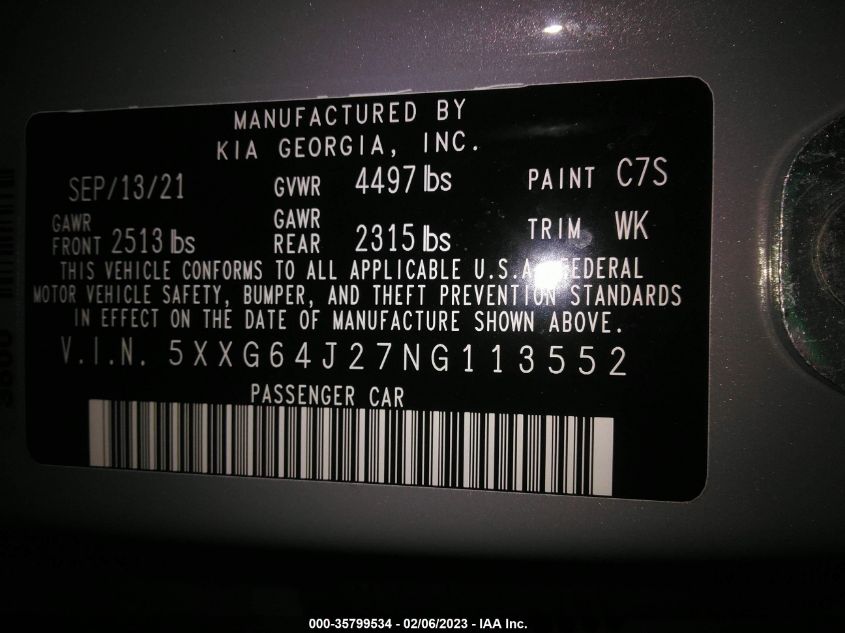 MANUFACTURED BY
KIA GEORGIA, INC.
SEP/13/21 GVWR 4497 lbs PAINT C7S
GAWR FRONT 2513 lbs GAWR REAR 2315 lbs TRIM WK
THIS VEHICLE CONFORMS TO ALL APPLICABLE U.S.A. FEDERAL
MOTOR VEHICLE SAFETY, BUMPER, AND THEFT PREVENTION STANDARDS
IN EFFECT ON THE DATE OF MANUFACTURE SHOWN ABOVE.
V.I.N. 5XXG64J27NG113552
PASSENGER CAR
000-35799534 - 02/06/2023 - IAA Inc.